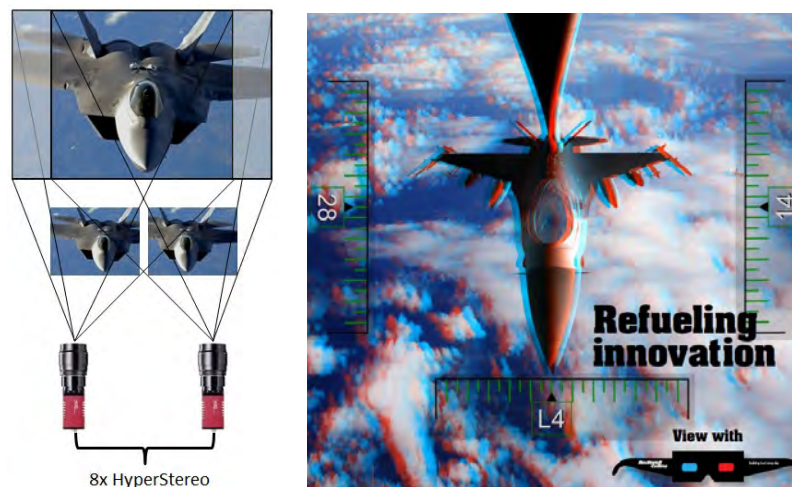 8x HyperStereo
28
14
L4
Refueling
innovation
View with